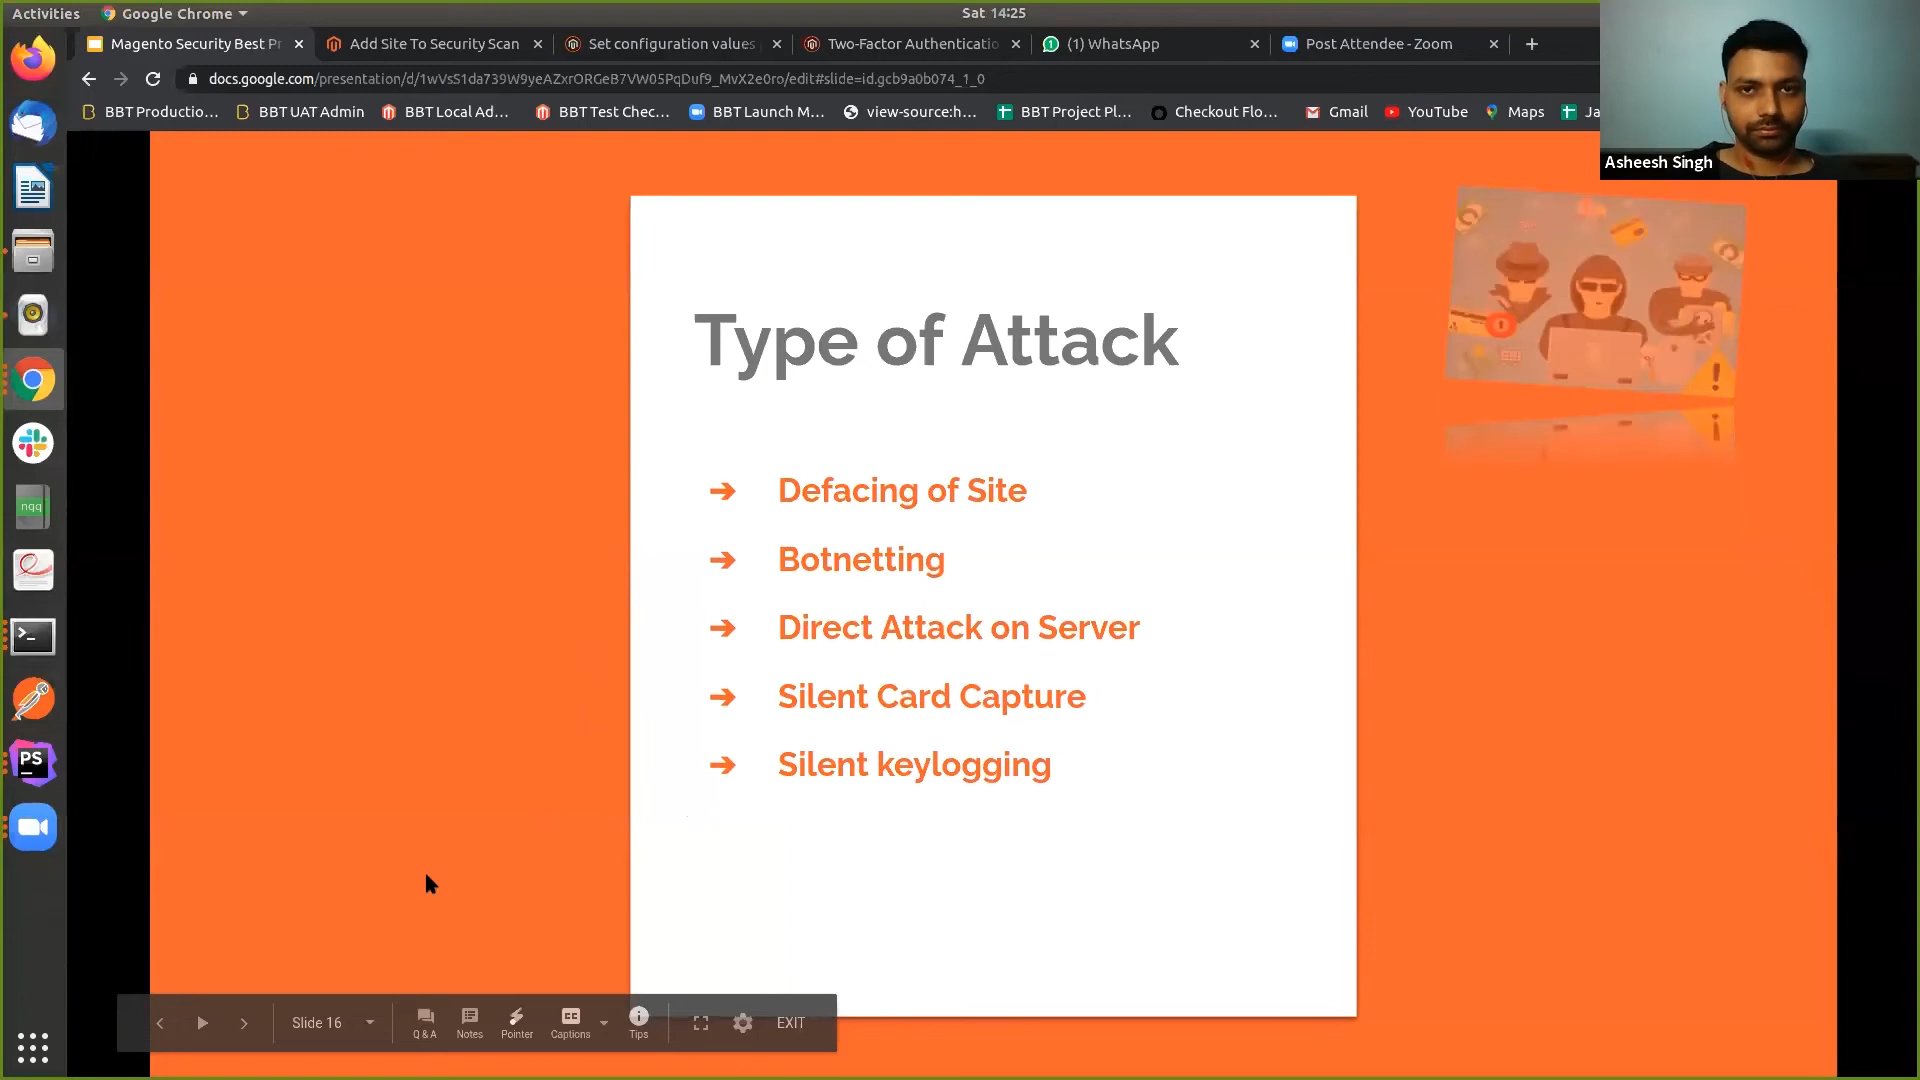 Activities
Google Chrome
Sat 14:25
Magento Security Best Pr
Add Site To Security Scan
Set configuration values
Two-Factor Authenticatio
(1) WhatsApp
Post Attendee - Zoom
docs.google.com/presentation/d/1wVsS1da739W9yeAZxrORGeB7VW05PqDuf9_MvX2e0ro/edit#slide=id.gcb9a0b074_1_0
BBT Productio...
BBT UAT Admin
BBT Local Ad...
BBT Test Chec...
BBT Launch M...
view-source:h...
BBT Project Pl...
Checkout Flo...
Gmail
YouTube
Maps
Ja
Asheesh Singh
Type of Attack
➔ Defacing of Site
➔ Botnetting
➔ Direct Attack on Server
➔ Silent Card Capture
➔ Silent keylogging
nqq
PS
Slide 16
Q & A
Notes
Pointer
CC
Captions
Tips
EXIT